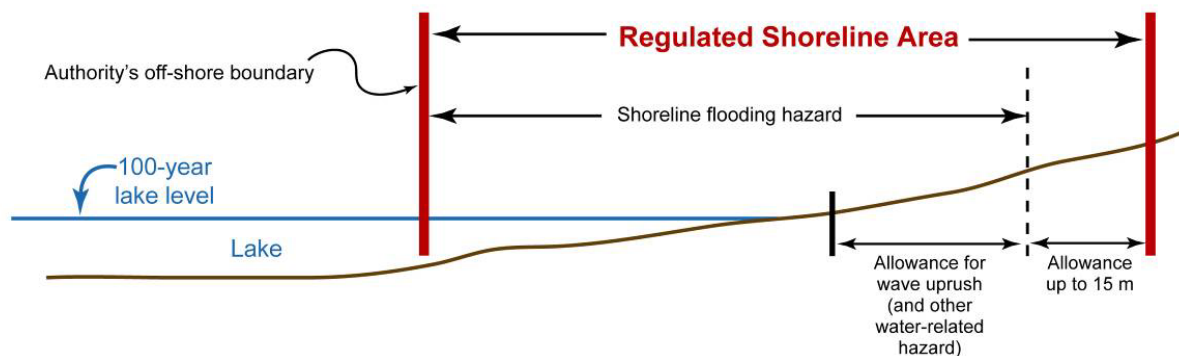 Regulated Shoreline Area
Authority's off-shore boundary
Shoreline flooding hazard
100-year
lake level
Lake
Allowance for
wave uprush
(and other
water-related
hazard)
Allowance
up to 15 m